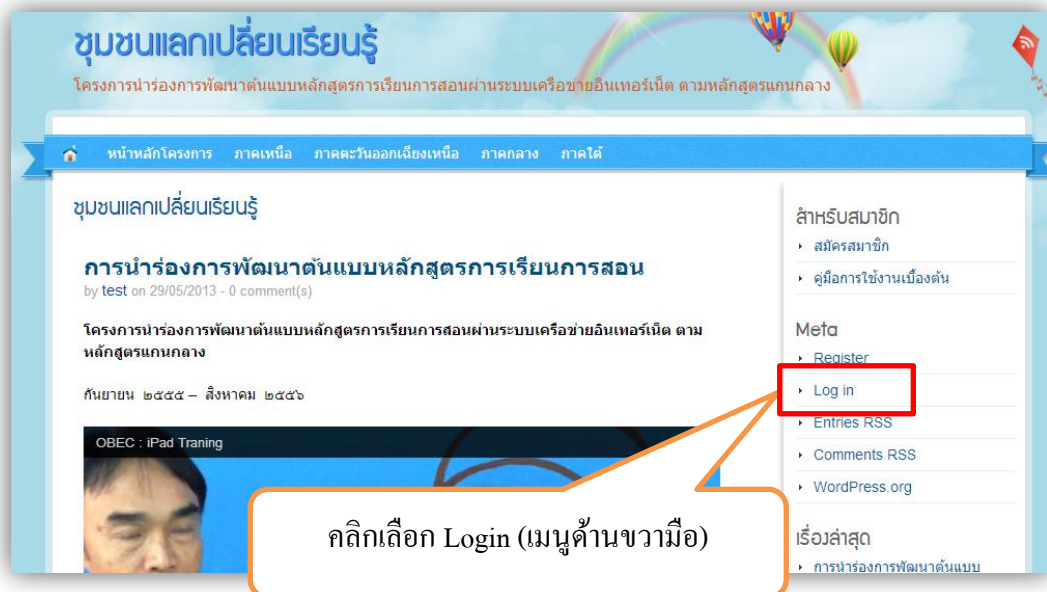 ชุมชนแลกเปลี่ยนเรียนรู้
โครงการนำร่องการพัฒนาต้นแบบหลักสูตรการเรียนการสอนผ่านระบบเครือข่ายอินเทอร์เน็ต ตามหลักสูตรแกนกลาง
หน้าหลักโครงการ ภาคเหนือ ภาคตะวันออกเฉียงเหนือ ภาคกลาง ภาคใต้
ชุมชนแลกเปลี่ยนเรียนรู้
การนำร่องการพัฒนาต้นแบบหลักสูตรการเรียนการสอน
by test on 29/05/2013 - 0 comment(s)
โครงการนำร่องการพัฒนาต้นแบบหลักสูตรการเรียนการสอนผ่านระบบเครือข่ายอินเทอร์เน็ต ตาม
หลักสูตรแกนกลาง
กันยายน ๒๕๕๕ – สิงหาคม ๒๕๕๖
OBEC : iPad Traning
คลิกเลือก Login (เมนูด้านขวามือ)
สำหรับสมาชิก
สมัครสมาชิก
คู่มือการใช้งานเบื้องต้น
Meta
Register
Log in
Entries RSS
Comments RSS
WordPress.org
เรื่องล่าสุด
การนำร่องการพัฒนาต้นแบบ